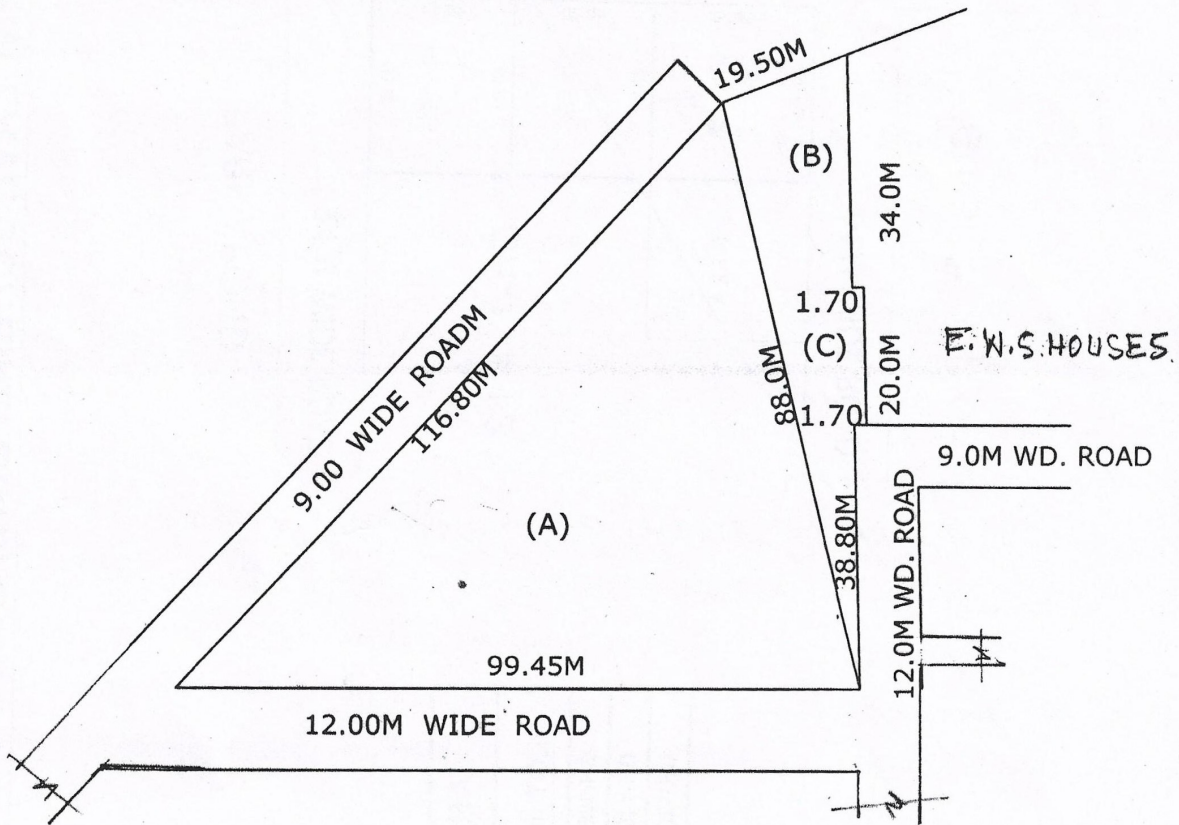 19.50M
(B)
34.0M
1.70
(C)
20.0M
E.W.S.HOUSES
88.0M
1.70
9.00 WIDE ROADM
116.80M
9.0M WD. ROAD
(A)
38.80M
12.0M WD. ROAD
99.45M
12.00M WIDE ROAD